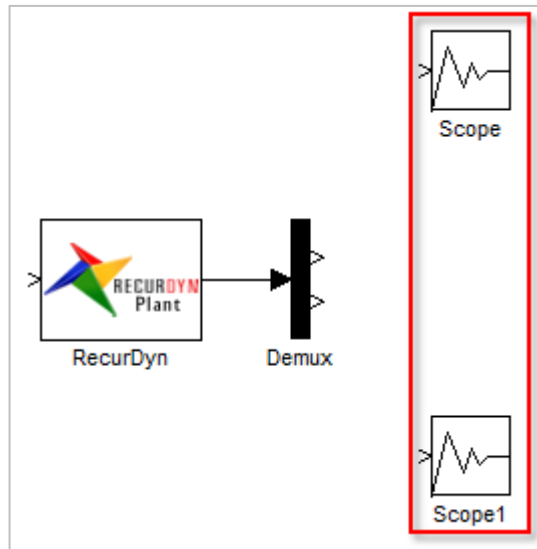 Scope
RECURDYN
Plant
RecurDyn
Demux
Scope1